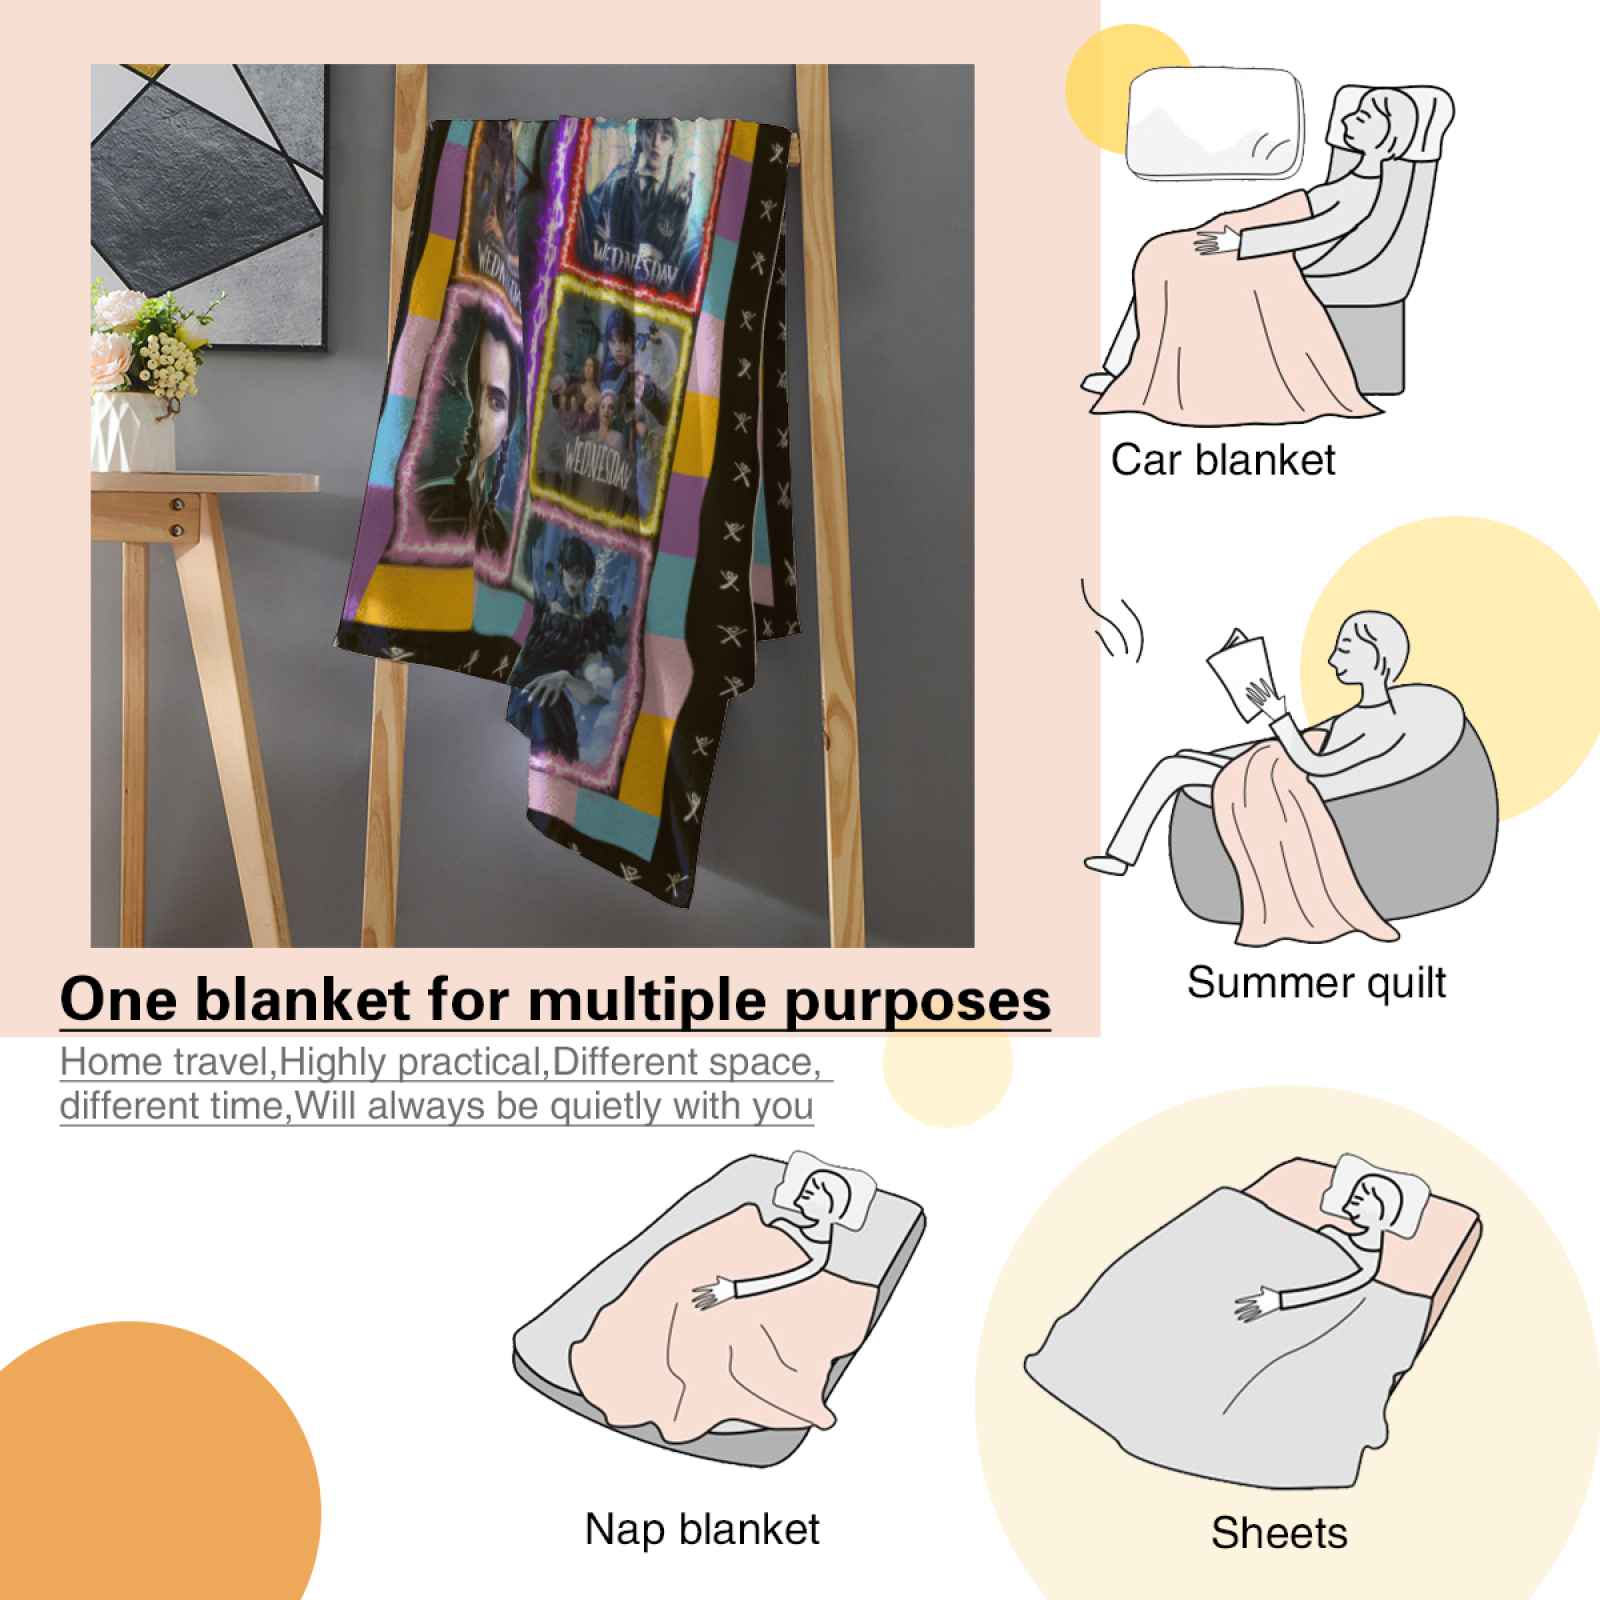 WEDNESDAY
WEDNESDAY
Car blanket
Summer quilt
One blanket for multiple purposes
Home travel,Highly practical,Different space,
different time,Will always be quietly with you
Nap blanket
Sheets